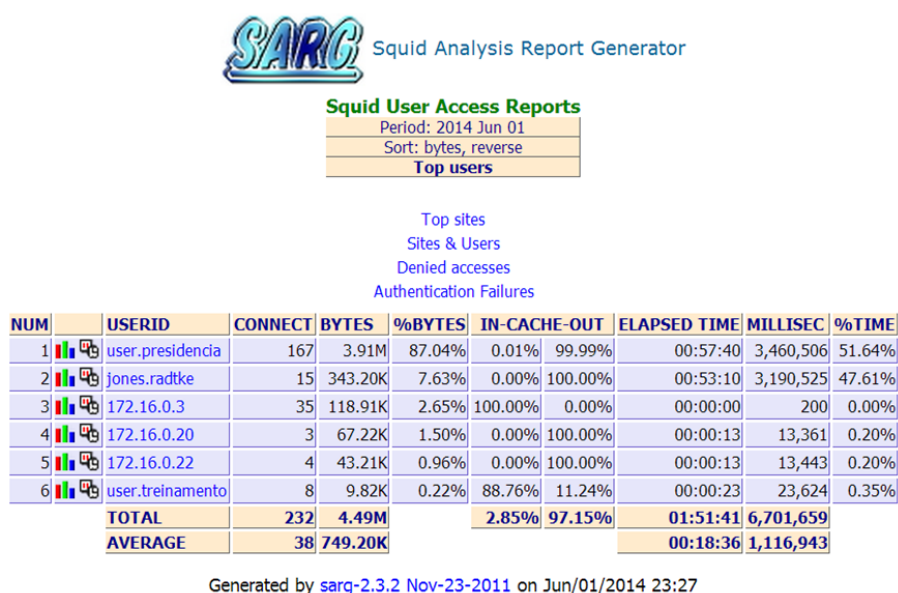 SARG Squid Analysis Report Generator
Squid User Access Reports
Period: 2014 Jun 01
Sort: bytes, reverse
Top users
Top sites
Sites & Users
Denied accesses
Authentication Failures
NUM USERID CONNECT BYTES %BYTES IN-CACHE-OUT ELAPSED TIME MILLISEC %TIME
1 user.presidencia 167 3.91M 87.04% 0.01% 99.99% 00:57:40 3,460,506 51.64%
2 jones.radtke 15 343.20K 7.63% 0.00% 100.00% 00:53:10 3,190,525 47.61%
3 172.16.0.3 35 118.91K 2.65% 100.00% 0.00% 00:00:00 200 0.00%
4 172.16.0.20 3 67.22K 1.50% 0.00% 100.00% 00:00:13 13,361 0.20%
5 172.16.0.22 4 43.21K 0.96% 0.00% 100.00% 00:00:13 13,443 0.20%
6 user.treinamento 8 9.82K 0.22% 88.76% 11.24% 00:00:23 23,624 0.35%
TOTAL 232 4.49M 2.85% 97.15% 01:51:41 6,701,659
AVERAGE 38 749.20K 00:18:36 1,116,943
Generated by sarg-2.3.2 Nov-23-2011 on Jun/01/2014 23:27